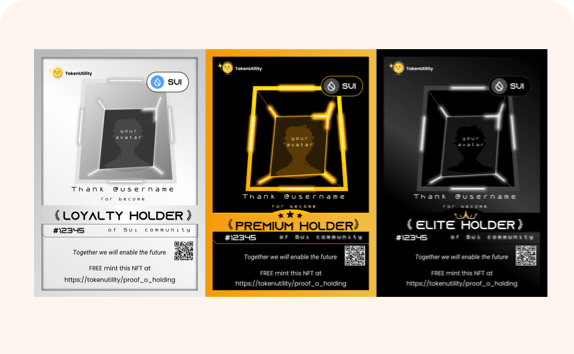 TokenUtility
SUI
your
avatar
Thank @username
for become
LOYALTY HOLDER
#12345
of Sui community
Together we will enable the future
FREE mint this NFT at
https://tokenutility/proof_o_holding
TokenUtility
SUI
your
avatar
Thank @username
for become
PREMIUM HOLDER
#12345
of Sui community
Together we will enable the future
FREE mint this NFT at
https://tokenutility/proof_o_holding
TokenUtility
SUI
your
avatar
Thank @username
for become
ELITE HOLDER
#12345
of Sui community
Together we will enable the future
FREE mint this NFT at
https://tokenutility/proof_o_holding